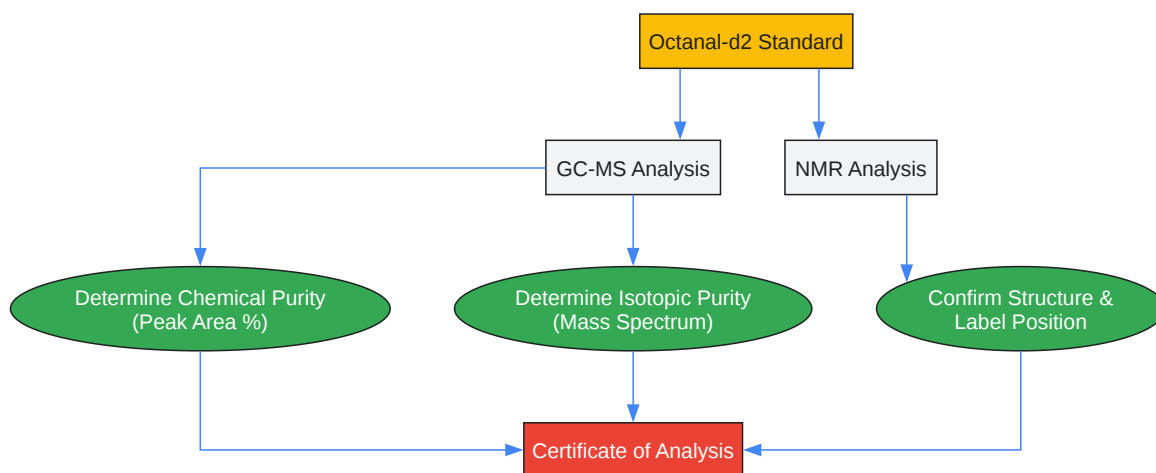 Octanal-d2 Standard
GC-MS Analysis
NMR Analysis
Determine Chemical Purity
(Peak Area %)
Determine Isotopic Purity
(Mass Spectrum)
Confirm Structure &
Label Position
Certificate of Analysis